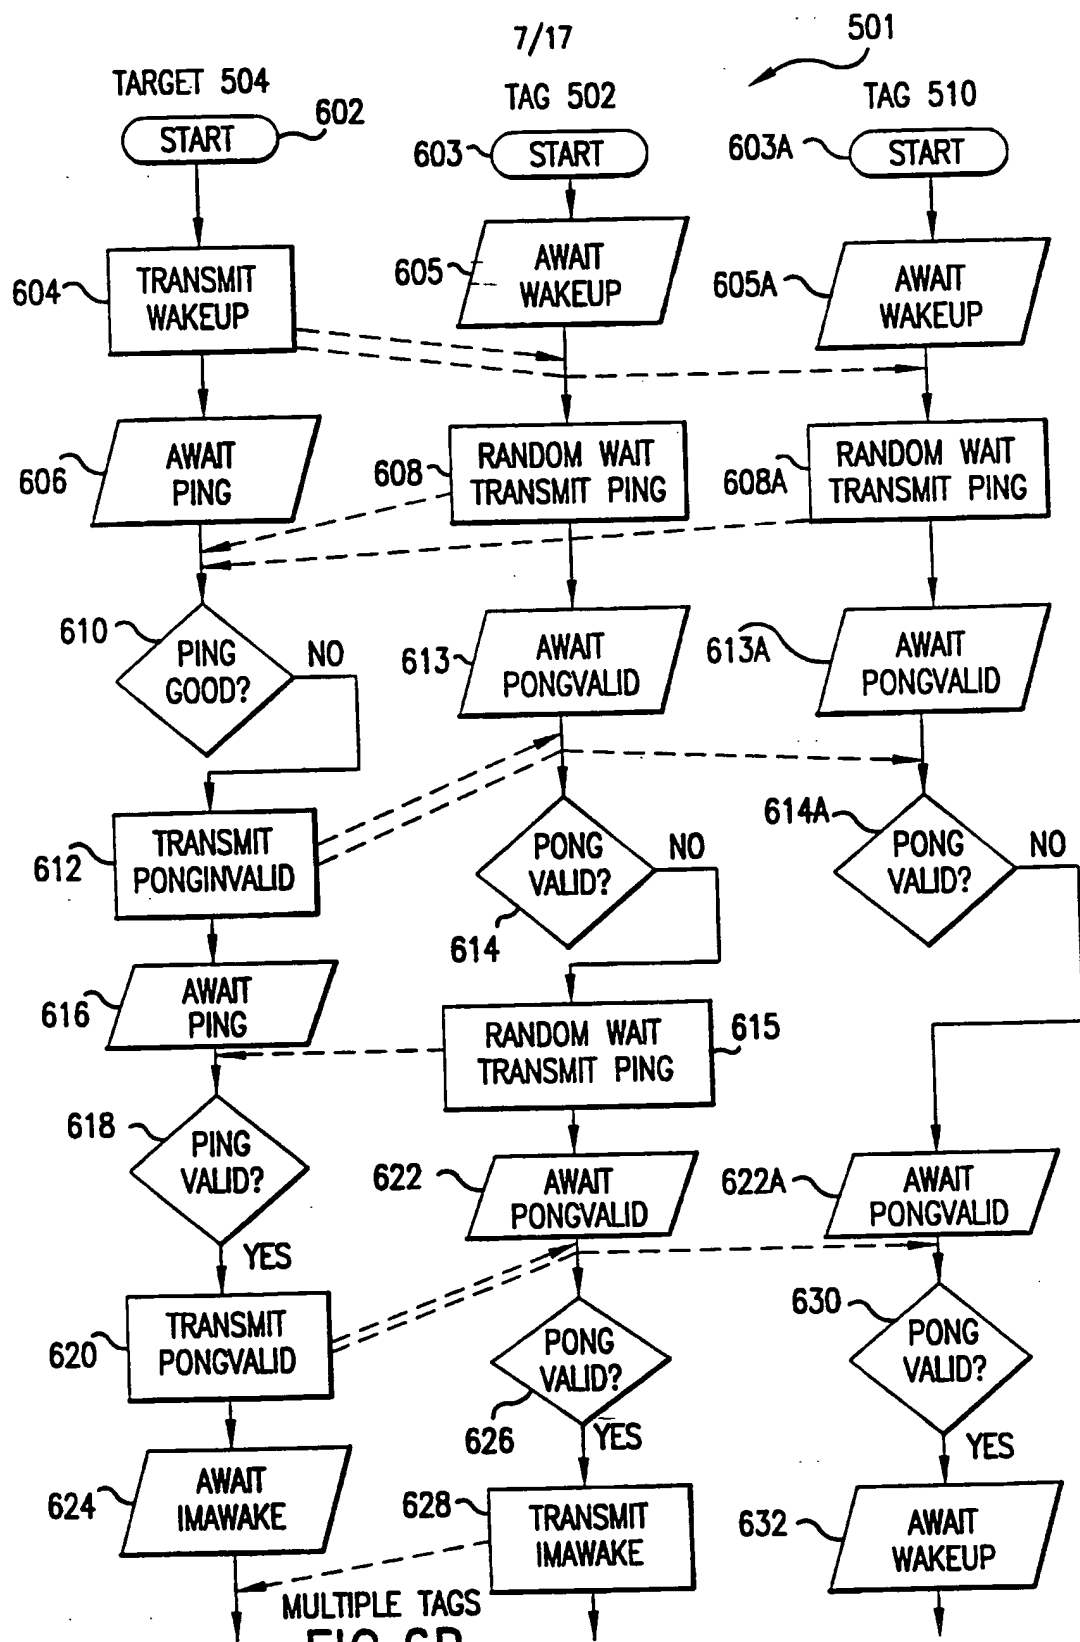 7/17
501
TARGET 504
TAG 502
TAG 510
START
602
603
START
603A
START
604
TRANSMIT
WAKEUP
605
AWAIT
WAKEUP
605A
AWAIT
WAKEUP
606
AWAIT
PING
608
RANDOM WAIT
TRANSMIT PING
608A
RANDOM WAIT
TRANSMIT PING
610
PING
GOOD?
NO
613
AWAIT
PONGVALID
613A
AWAIT
PONGVALID
612
TRANSMIT
PONGINVALID
614
PONG
VALID?
NO
614A
PONG
VALID?
NO
616
AWAIT
PING
RANDOM WAIT
TRANSMIT PING
615
618
PING
VALID?
YES
622
AWAIT
PONGVALID
622A
AWAIT
PONGVALID
620
TRANSMIT
PONGVALID
626
PONG
VALID?
YES
630
PONG
VALID?
YES
624
AWAIT
IMAWAKE
628
TRANSMIT
IMAWAKE
632
AWAIT
WAKEUP
MULTIPLE TAGS